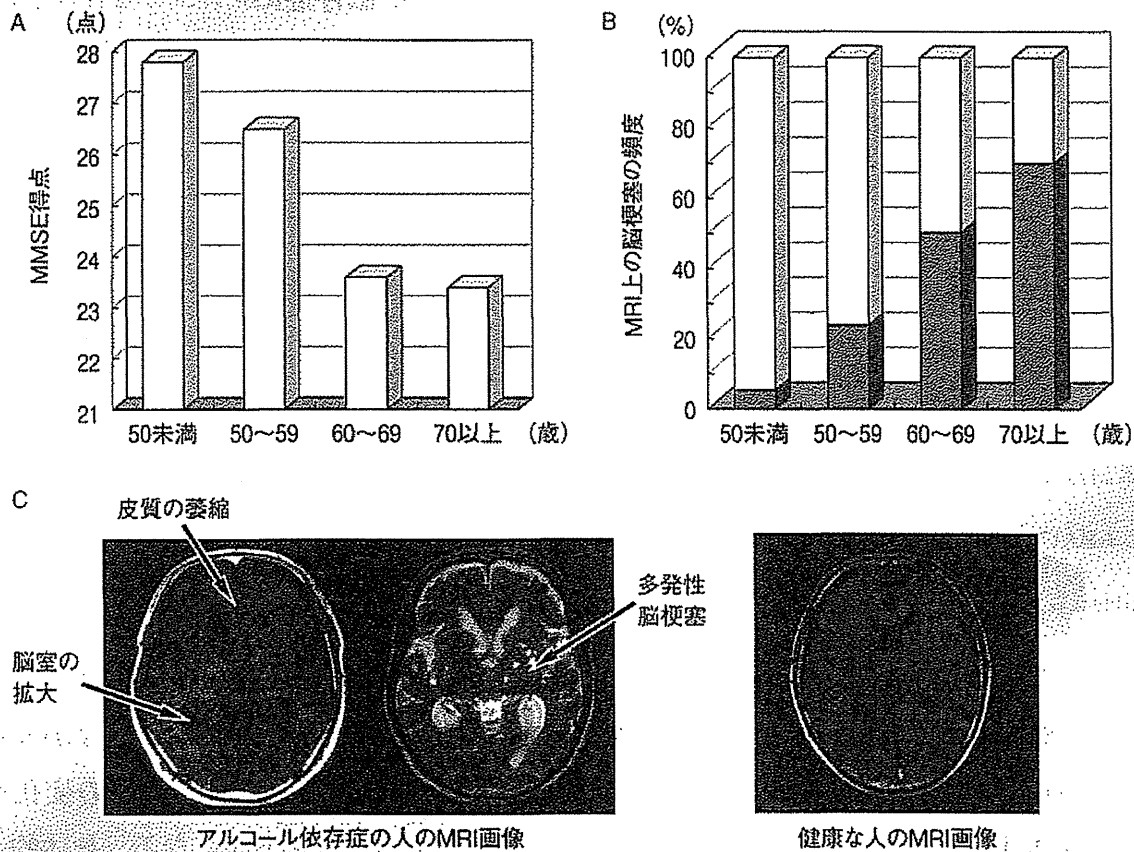 A (点)
28
27
26
25
24
23
22
21
MMSE得点
50未満 50～59 60～69 70以上 (歳)
B (%)
100
80
60
40
20
0
MRI上の脳梗塞の頻度
50未満 50～59 60～69 70以上 (歳)
C
皮質の萎縮
脳室の
拡大
多発性
脳梗塞
アルコール依存症の人のMRI画像
健康な人のMRI画像